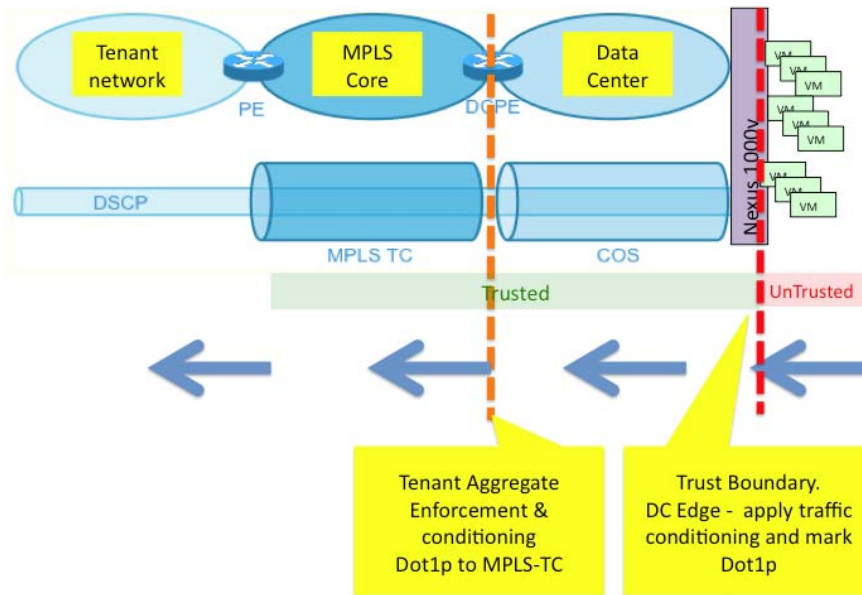 Tenant
network
MPLS
Core
Data
Center
PE
DCPE
Nexus 1000v
VM
VM
VM
VM
VM
VM
VM
VM
VM
DSCP
MPLS TC
COS
Trusted
UnTrusted
Tenant Aggregate
Enforcement &
conditioning
Dot1p to MPLS-TC
Trust Boundary.
DC Edge - apply traffic
conditioning and mark
Dot1p